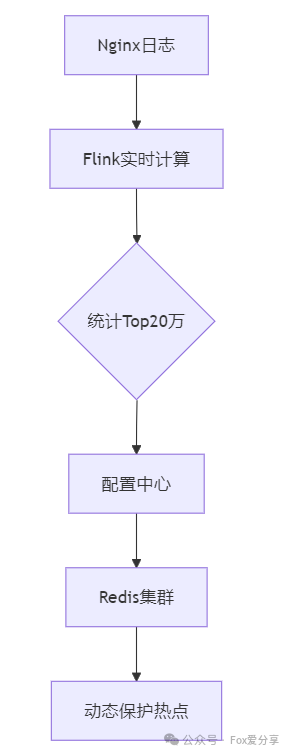 Nginx日志
Flink实时计算
统计Top20万
配置中心
Redis集群
动态保护热点
公众号 · Fox爱分享